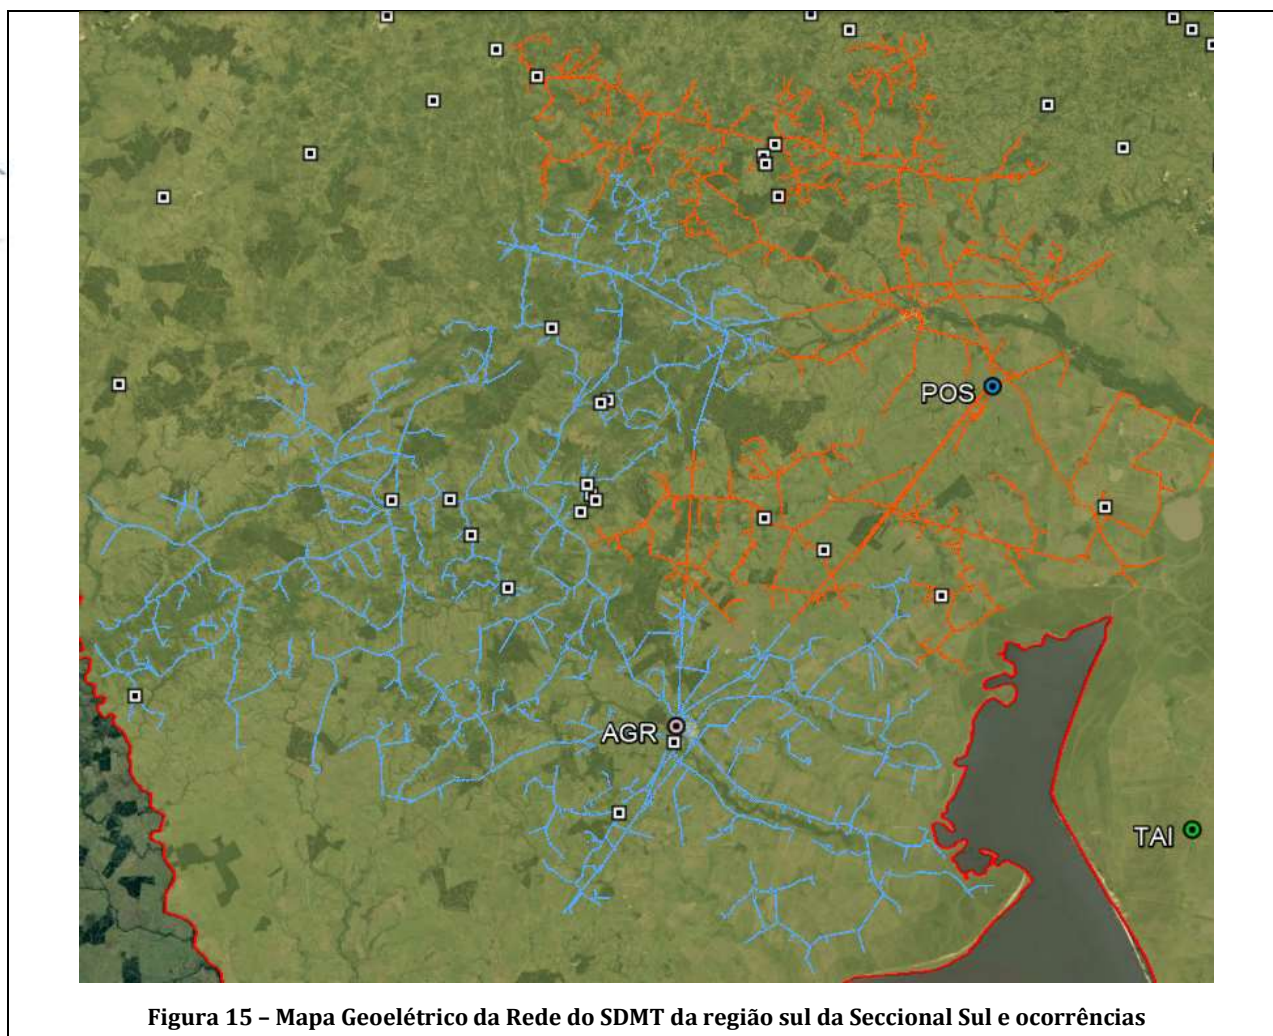 POS
AGR
TAI
Figura 15 – Mapa Geoelétrico da Rede do SDMT da região sul da Seccional Sul e ocorrências